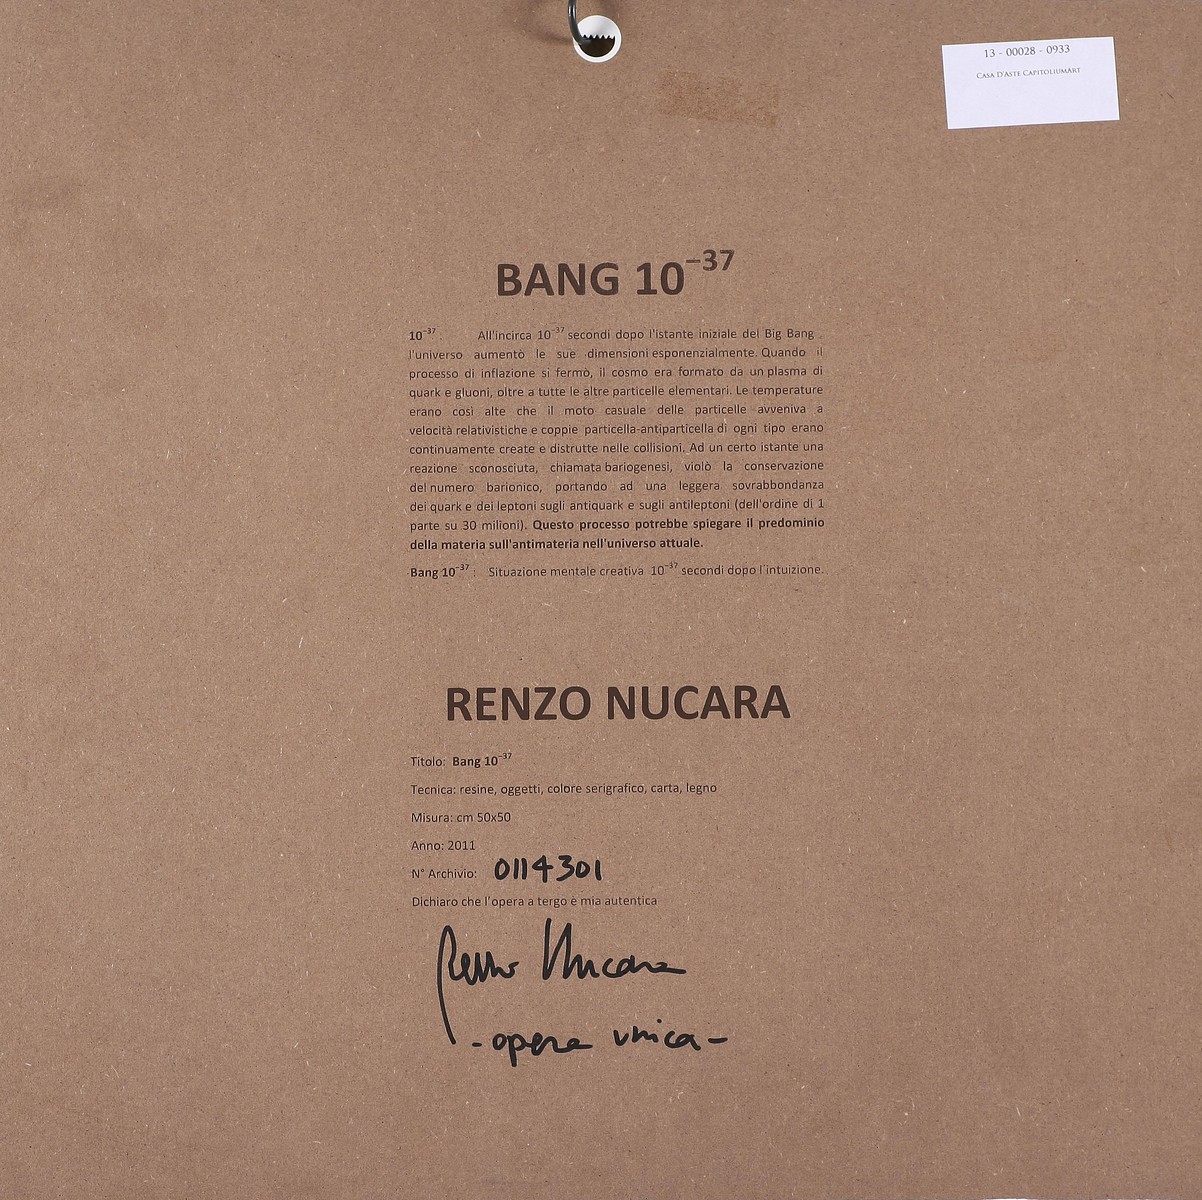 13 - 00028 - 0933
Casa d'Aste Capitoliumart
BANG 10⁻³⁷
10⁻³⁷ : All'incirca 10⁻³⁷ secondi dopo l'istante iniziale del Big Bang ,
l'universo aumentò le sue dimensioni esponenzialmente. Quando il
processo di inflazione si fermò, il cosmo era formato da un plasma di
quark e gluoni, oltre a tutte le altre particelle elementari. Le temperature
erano così alte che il moto casuale delle particelle avveniva a
velocità relativistiche e coppie particella-antiparticella di ogni tipo erano
continuamente create e distrutte nelle collisioni. Ad un certo istante una
reazione sconosciuta, chiamata bariogenesi, violò la conservazione
del numero barionico, portando ad una leggera sovrabbondanza
dei quark e dei leptoni sugli antiquark e sugli antileptoni (dell'ordine di 1
parte su 30 milioni). Questo processo potrebbe spiegare il predominio
della materia sull'antimateria nell'universo attuale.
Bang 10⁻³⁷ : Situazione mentale creativa 10⁻³⁷ secondi dopo l'intuizione.
RENZO NUCARA
Titolo: Bang 10⁻³⁷
Tecnica: resine, oggetti, colore serigrafico, carta, legno
Misura: cm 50x50
Anno: 2011
N° Archivio: 0114301
Dichiaro che l'opera a tergo è mia autentica
Renzo Nucara
- opera unica -